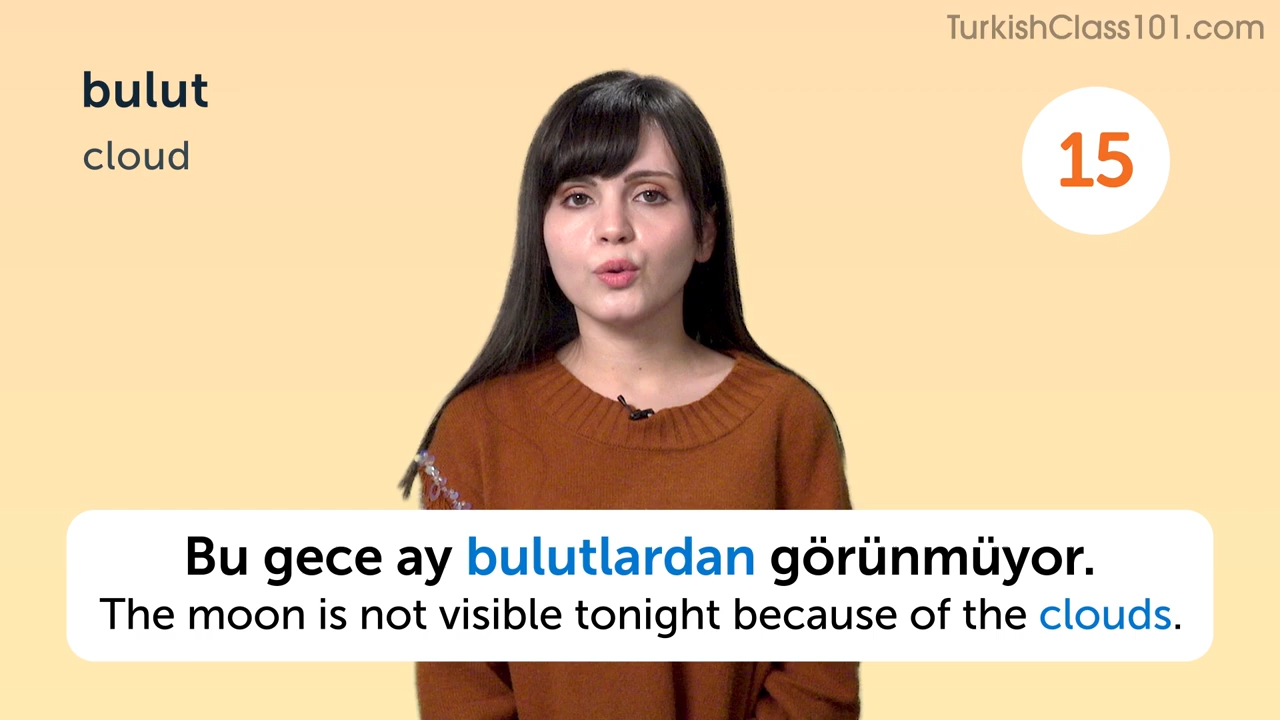 TurkishClass101.com
bulut
cloud
15
Bu gece ay bulutlardan görünmüyor.
The moon is not visible tonight because of the clouds.